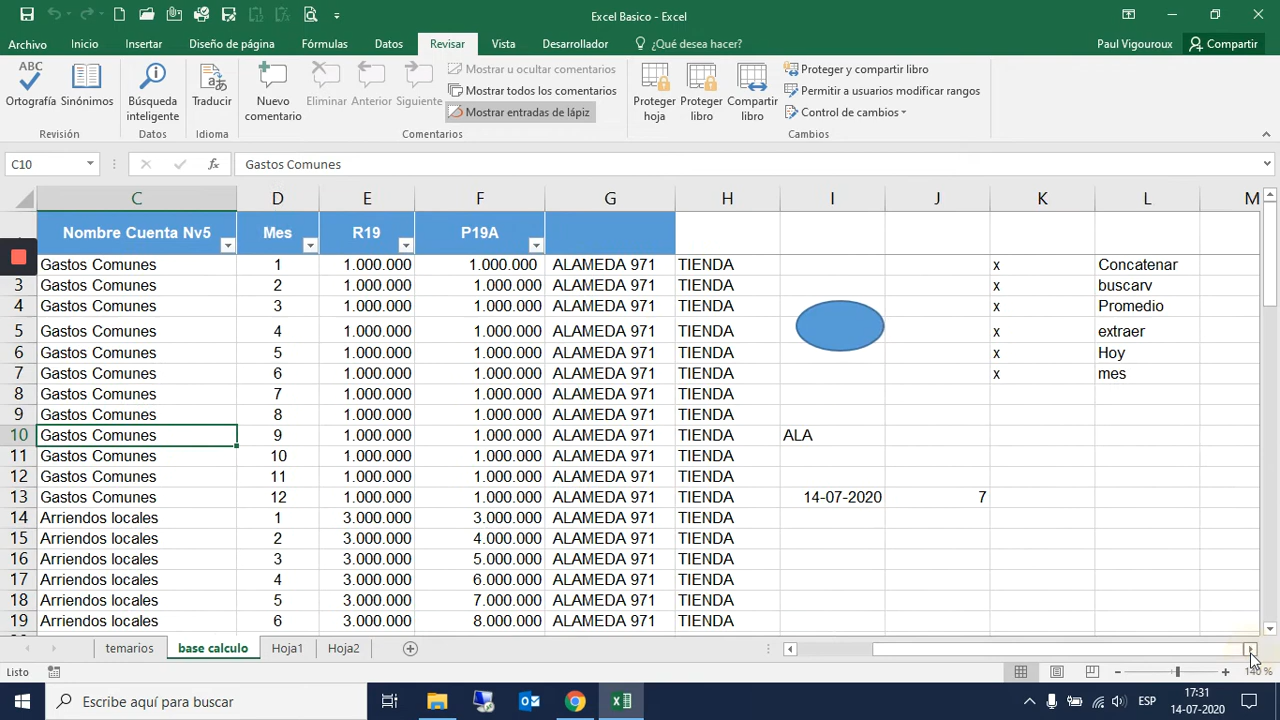 Excel Basico - Excel
Archivo Inicio Insertar Diseño de página Fórmulas Datos Revisar Vista Desarrollador ¿Qué desea hacer? Paul Vigouroux Compartir
ABC
Ortografía Sinónimos Búsqueda inteligente Traducir Nuevo comentario Eliminar Anterior Siguiente
Mostrar u ocultar comentarios
Mostrar todos los comentarios
Mostrar entradas de lápiz
Proteger hoja Proteger libro Compartir libro
Proteger y compartir libro
Permitir a usuarios modificar rangos
Control de cambios
Revisión Datos Idioma Comentarios Cambios
C10 fx Gastos Comunes
C D E F G H I J K L M
Nombre Cuenta Nv5 Mes R19 P19A
Gastos Comunes 1 1.000.000 1.000.000 ALAMEDA 971 TIENDA x Concatenar
3 Gastos Comunes 2 1.000.000 1.000.000 ALAMEDA 971 TIENDA x buscarv
4 Gastos Comunes 3 1.000.000 1.000.000 ALAMEDA 971 TIENDA x Promedio
5 Gastos Comunes 4 1.000.000 1.000.000 ALAMEDA 971 TIENDA x extraer
6 Gastos Comunes 5 1.000.000 1.000.000 ALAMEDA 971 TIENDA x Hoy
7 Gastos Comunes 6 1.000.000 1.000.000 ALAMEDA 971 TIENDA x mes
8 Gastos Comunes 7 1.000.000 1.000.000 ALAMEDA 971 TIENDA
9 Gastos Comunes 8 1.000.000 1.000.000 ALAMEDA 971 TIENDA
10 Gastos Comunes 9 1.000.000 1.000.000 ALAMEDA 971 TIENDA ALA
11 Gastos Comunes 10 1.000.000 1.000.000 ALAMEDA 971 TIENDA
12 Gastos Comunes 11 1.000.000 1.000.000 ALAMEDA 971 TIENDA
13 Gastos Comunes 12 1.000.000 1.000.000 ALAMEDA 971 TIENDA 14-07-2020 7
14 Arriendos locales 1 3.000.000 3.000.000 ALAMEDA 971 TIENDA
15 Arriendos locales 2 3.000.000 4.000.000 ALAMEDA 971 TIENDA
16 Arriendos locales 3 3.000.000 5.000.000 ALAMEDA 971 TIENDA
17 Arriendos locales 4 3.000.000 6.000.000 ALAMEDA 971 TIENDA
18 Arriendos locales 5 3.000.000 7.000.000 ALAMEDA 971 TIENDA
19 Arriendos locales 6 3.000.000 8.000.000 ALAMEDA 971 TIENDA
temarios base calculo Hoja1 Hoja2
Listo
Escribe aquí para buscar ESP 17:31
14-07-2020